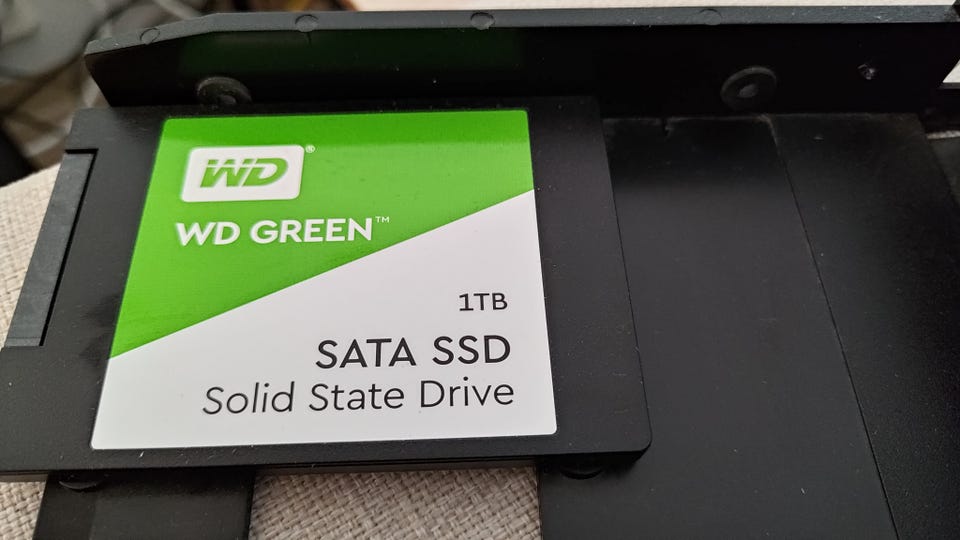 WD®
WD GREEN™
1TB
SATA SSD
Solid State Drive